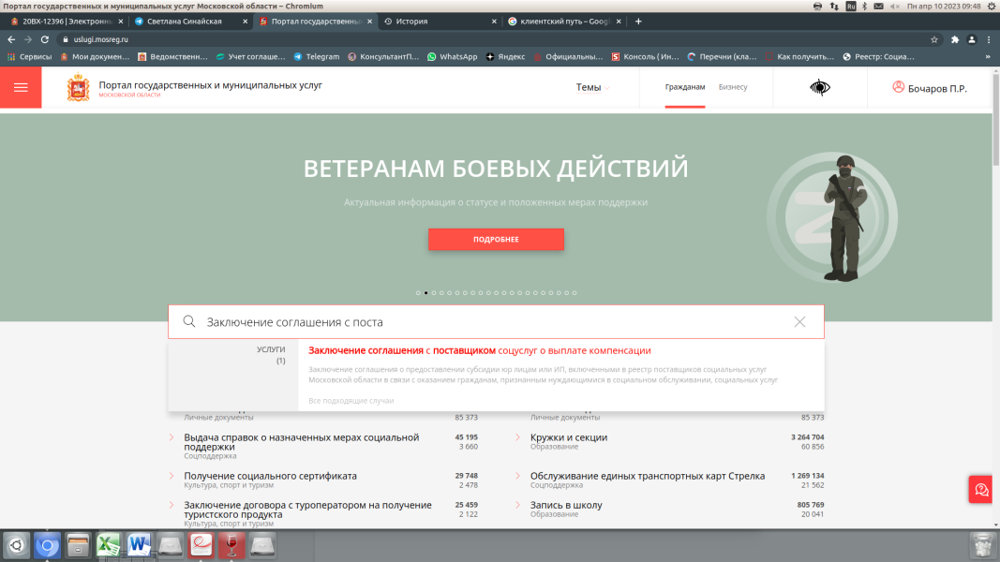 Портал государственных и муниципальных услуг Московской области – Chromium
Ru
Пн апр 10 2023 09:48
20ВХ-12396 | Электронн
Светлана Синайская
Портал государственны
История
клиентский путь – Goog
uslugi.mosreg.ru
Сервисы
Мои докумен...
Ведомственн...
Учет соглаше...
Telegram
КонсультантП...
WhatsApp
Яндекс
Официальны...
Консоль ( Ин...
Перечни (кла...
Как получить...
Реестр: Социа...
»
Портал государственных и муниципальных услуг
МОСКОВСКОЙ ОБЛАСТИ
Темы
Гражданам
Бизнесу
Бочаров П.Р.
ВЕТЕРАНАМ БОЕВЫХ ДЕЙСТВИЙ
Актуальная информация о статусе и положенных мерах поддержки
ПОДРОБНЕЕ
Заключение соглашения с поста
УСЛУГИ
(1)
Заключение соглашения с поставщиком соцуслуг о выплате компенсации
Заключение соглашения о предоставлении субсидии юр лицам или ИП, включенными в реестр поставщиков социальных услуг
Московской области в связи с оказанием гражданам, признанным нуждающимися в социальном обслуживании, социальных услуг
Все подходящие случаи
Личные документы
85 373
Личные документы
85 373
Выдача справок о назначенных мерах социальной
поддержки
Соцподдержка
45 195
3 660
Кружки и секции
Образование
3 264 704
60 856
Получение социального сертификата
Культура, спорт и туризм
29 748
2 478
Обслуживание единых транспортных карт Стрелка
Соцподдержка
1 269 134
21 562
Заключение договора с туроператором на получение
туристского продукта
Культура, спорт и туризм
25 459
2 122
Запись в школу
Образование
805 769
20 041